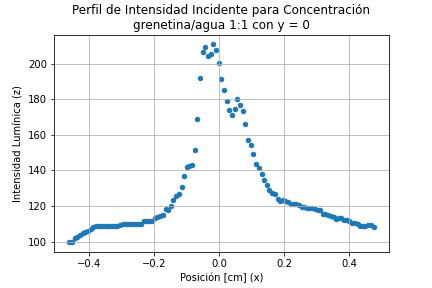 Perfil de Intensidad Incidente para Concentración
grenetina/agua 1:1 con y = 0
Intensidad Lumínica (z)
200
180
160
140
120
100
−0.4
−0.2
0.0
0.2
0.4
Posición [cm] (x)